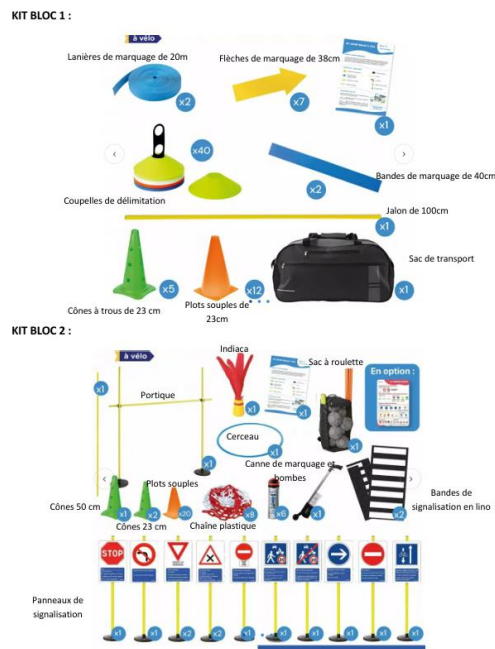 KIT BLOC 1 :
à vélo
Lanières de marquage de 20m
Flèches de marquage de 38cm
x2
x7
x1
x40
Bandes de marquage de 40cm
x2
Coupelles de délimitation
Jalon de 100cm
x1
Sac de transport
x5
x12
x1
Cônes à trous de 23 cm
Plots souples de
23cm
KIT BLOC 2 :
à vélo
Indiaca
Sac à roulette
En option :
x1
Portique
x1
x1
Cerceau
x1
x1
x1
Canne de marquage et
bombes
Plots souples
Cônes 50 cm
x1
x2
x20
x8
x6
x1
x2
Bandes de
signalisation en lino
Cônes 23 cm
Chaîne plastique
STOP
Panneaux de
signalisation
x1
x1
x2
x2
x1
x1
x1
x1
x1
x1